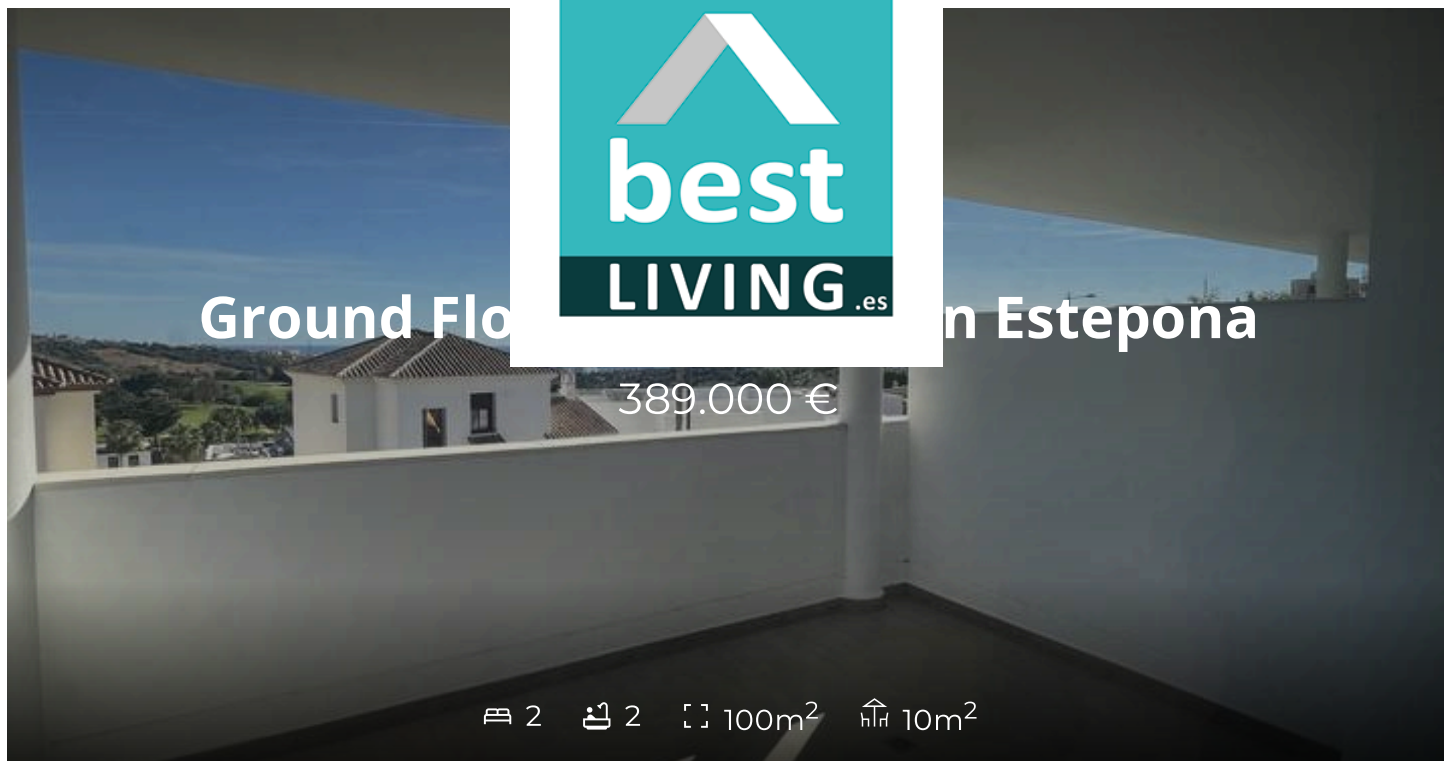 best
LIVING.es
Ground Flo n Estepona
389.000 €
2 2 100m² 10m²